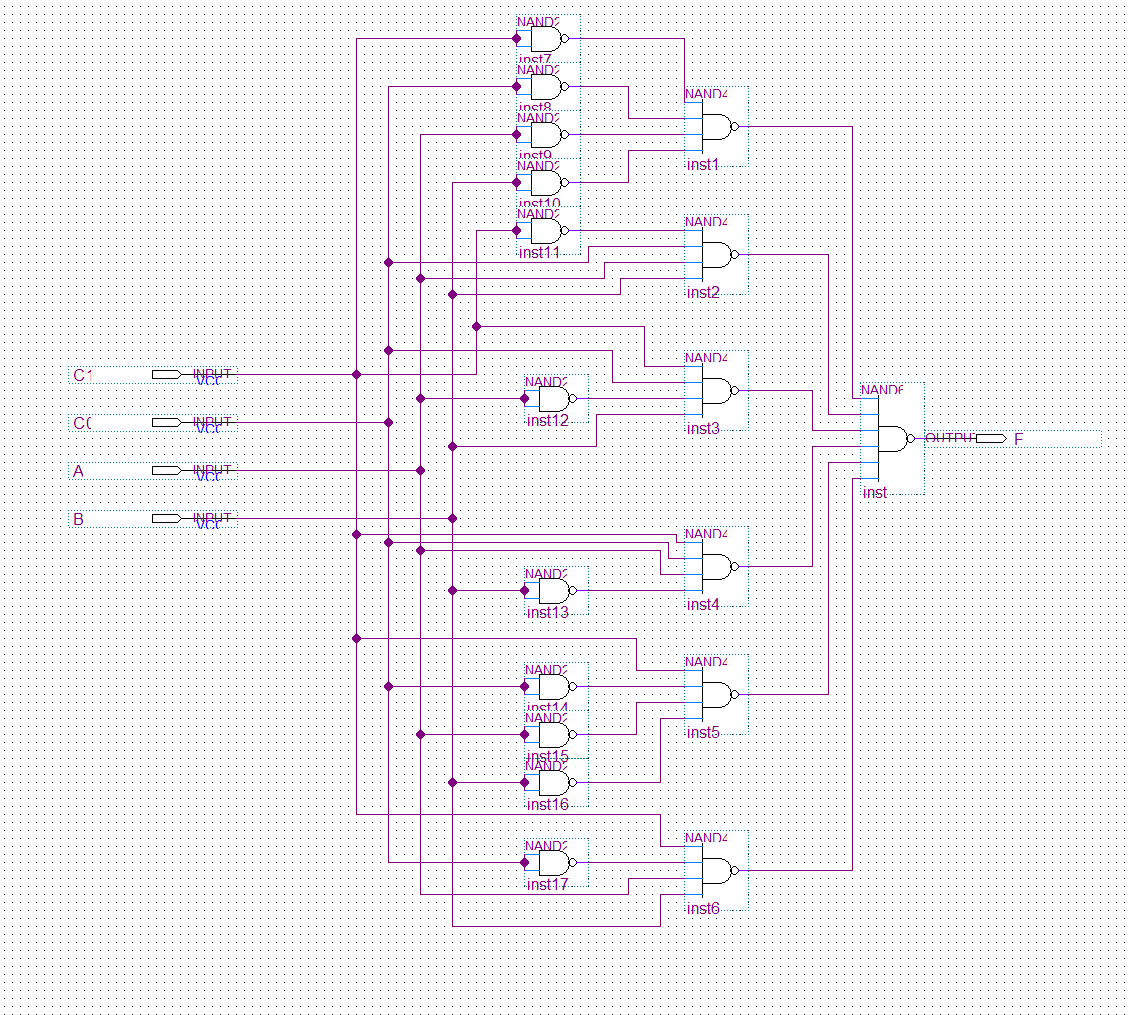 NAND2
inst7
NAND2
inst8
NAND2
inst9
NAND2
inst10
NAND2
inst11
NAND4
inst1
NAND4
inst2
C1
INPUT
VCC
C0
INPUT
VCC
A
INPUT
VCC
B
INPUT
VCC
NAND2
inst12
NAND4
inst3
NAND6
inst
OUTPUT
F
NAND4
inst4
NAND2
inst13
NAND2
inst14
NAND2
inst15
NAND2
inst16
NAND4
inst5
NAND2
inst17
NAND4
inst6